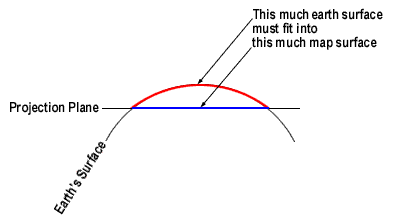 This much earth surface
must fit into
this much map surface
Projection Plane
Earth's Surface